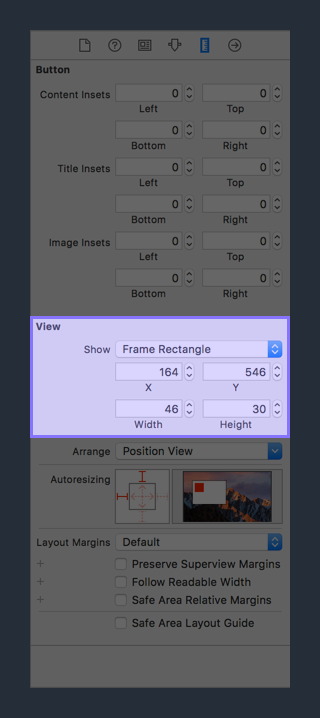 Button
Content Insets 0 0
Left Top
0 0
Bottom Right
Title Insets 0 0
Left Top
0 0
Bottom Right
Image Insets 0 0
Left Top
0 0
Bottom Right
View
Show Frame Rectangle
164 546
X Y
46 30
Width Height
Arrange Position View
Autoresizing
Layout Margins Default
+ Preserve Superview Margins
+ Follow Readable Width
+ Safe Area Relative Margins
Safe Area Layout Guide